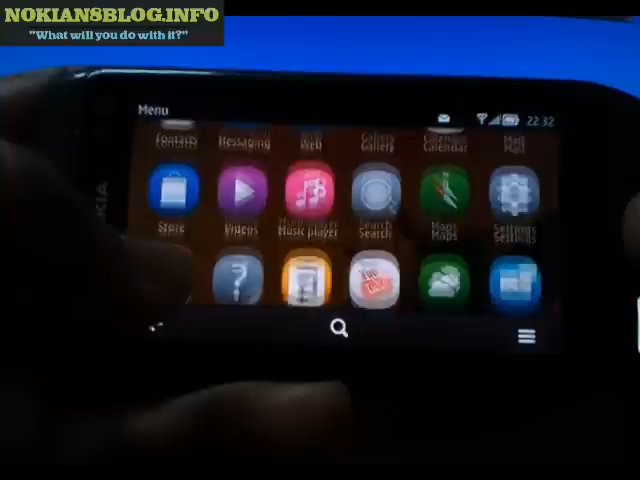 NOKIAN8BLOG.INFO
"What will you do with it?"
Menu
22:32
Contacts Messaging Web Gallery Calendar Mail
Store Videos Music player Search Maps Settings
You